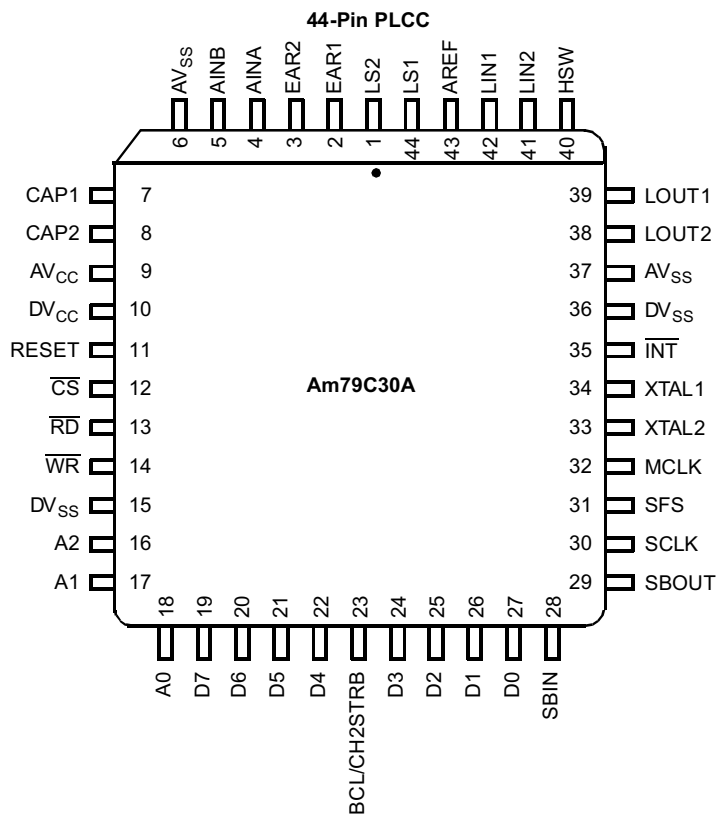 44-Pin PLCC
AVSS AINB AINA EAR2 EAR1 LS2 LS1 AREF LIN1 LIN2 HSW
6 5 4 3 2 1 44 43 42 41 40
CAP1 7 39 LOUT1
CAP2 8 38 LOUT2
AVCC 9 37 AVSS
DVCC 10 36 DVSS
RESET 11 35 I̅N̅T̅
C̅S̅ 12 Am79C30A 34 XTAL1
R̅D̅ 13 33 XTAL2
W̅R̅ 14 32 MCLK
DVSS 15 31 SFS
A2 16 30 SCLK
A1 17 29 SBOUT
18 19 20 21 22 23 24 25 26 27 28
A0 D7 D6 D5 D4 BCL/CH2STRB D3 D2 D1 D0 SBIN